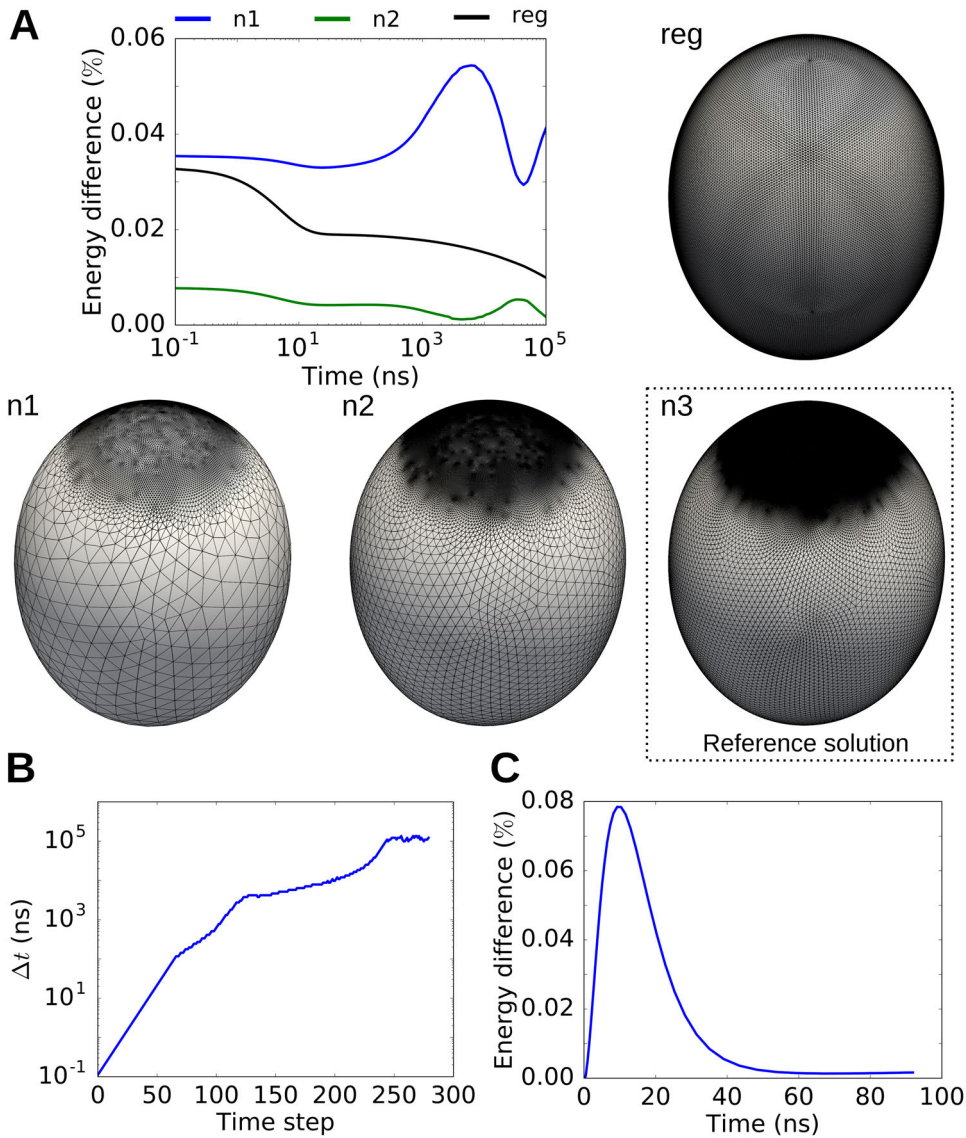 A
n1 n2 reg
reg
Energy difference (%)
0.06
0.04
0.02
0.00
10^-1 10^1 10^3 10^5
Time (ns)
n1
n2
n3
Reference solution
B
Δt (ns)
10^5
10^3
10^1
10^-1
0 50 100 150 200 250 300
Time step
C
Energy difference (%)
0.08
0.06
0.04
0.02
0.00
0 20 40 60 80 100
Time (ns)